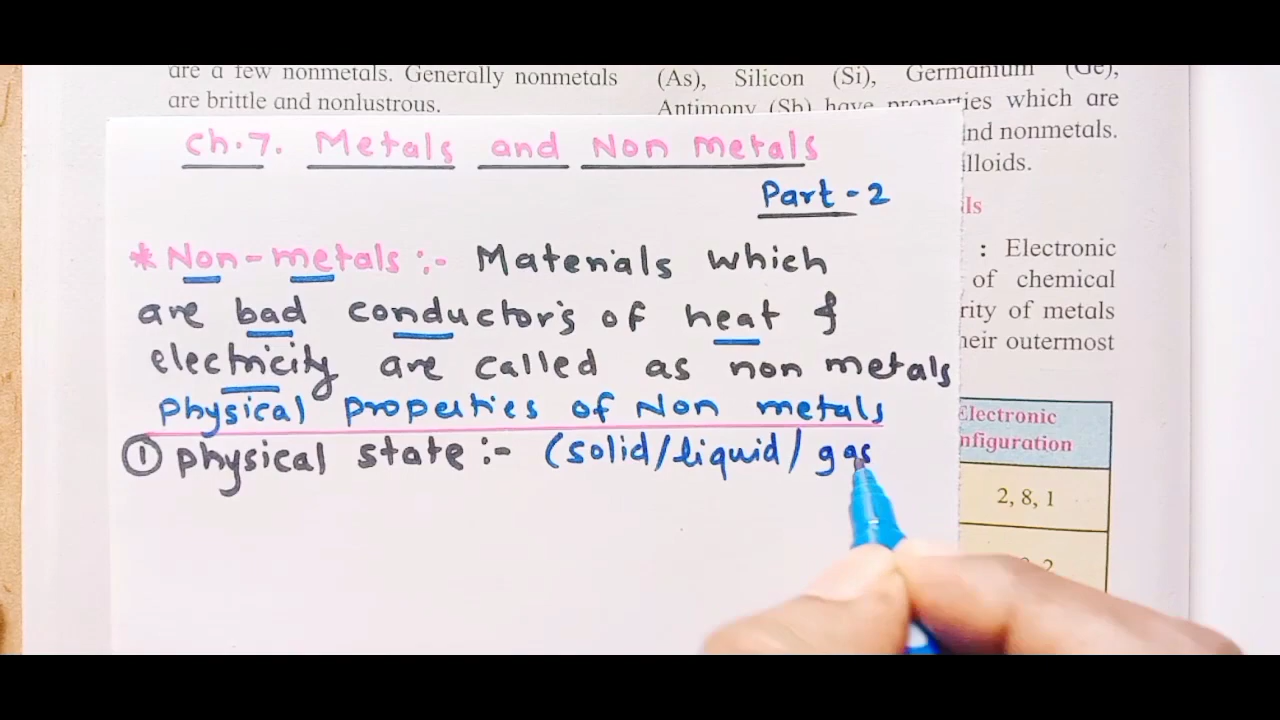 are a few nonmetals. Generally nonmetals
are brittle and nonlustrous.
(As), Silicon (Si), Germanium (Ge),
Antimony (Sb) have properties which are
nd nonmetals.
lloids.
ls
: Electronic
of chemical
rity of metals
heir outermost
Ch.7. Metals and Non metals
Part-2
*Non-metals :- Materials which
are bad conductors of heat &
electricity are called as non metals
Physical Properties of Non metals
① Physical state :- (solid/liquid/gas
Electronic
nfiguration
2, 8, 1